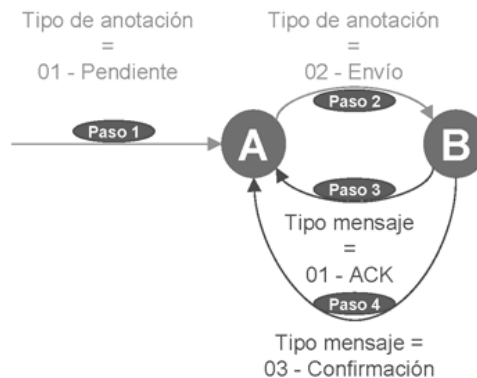 Tipo de anotación
=
01 - Pendiente
Tipo de anotación
=
02 - Envío
Paso 1
Paso 2
A
B
Paso 3
Tipo mensaje
=
01 - ACK
Paso 4
Tipo mensaje =
03 - Confirmación